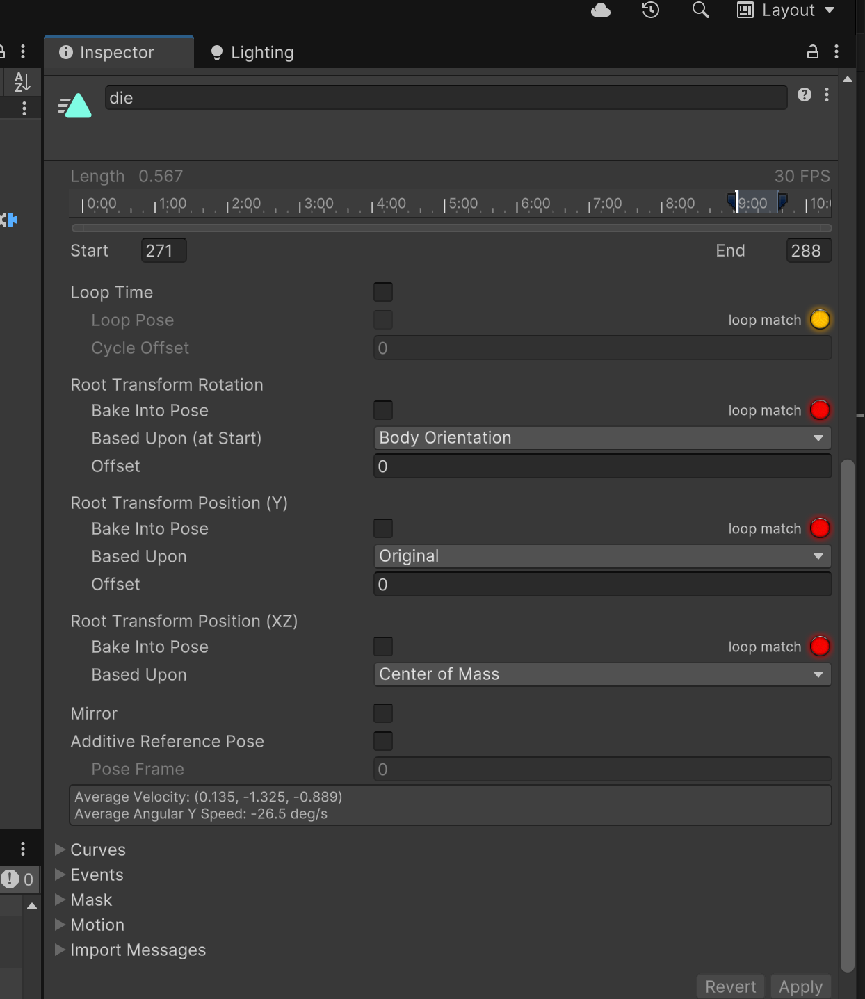 Layout
Inspector
Lighting
A
Z
die
?
Length 0.567
30 FPS
0:00 1:00 2:00 3:00 4:00 5:00 6:00 7:00 8:00 9:00 10:
Start 271
End 288
Loop Time
Loop Pose
loop match
Cycle Offset 0
Root Transform Rotation
Bake Into Pose
loop match
Based Upon (at Start) Body Orientation
Offset 0
Root Transform Position (Y)
Bake Into Pose
loop match
Based Upon Original
Offset 0
Root Transform Position (XZ)
Bake Into Pose
loop match
Based Upon Center of Mass
Mirror
Additive Reference Pose
Pose Frame 0
Average Velocity: (0.135, -1.325, -0.889)
Average Angular Y Speed: -26.5 deg/s
Curves
Events
! 0
Mask
Motion
Import Messages
Revert Apply